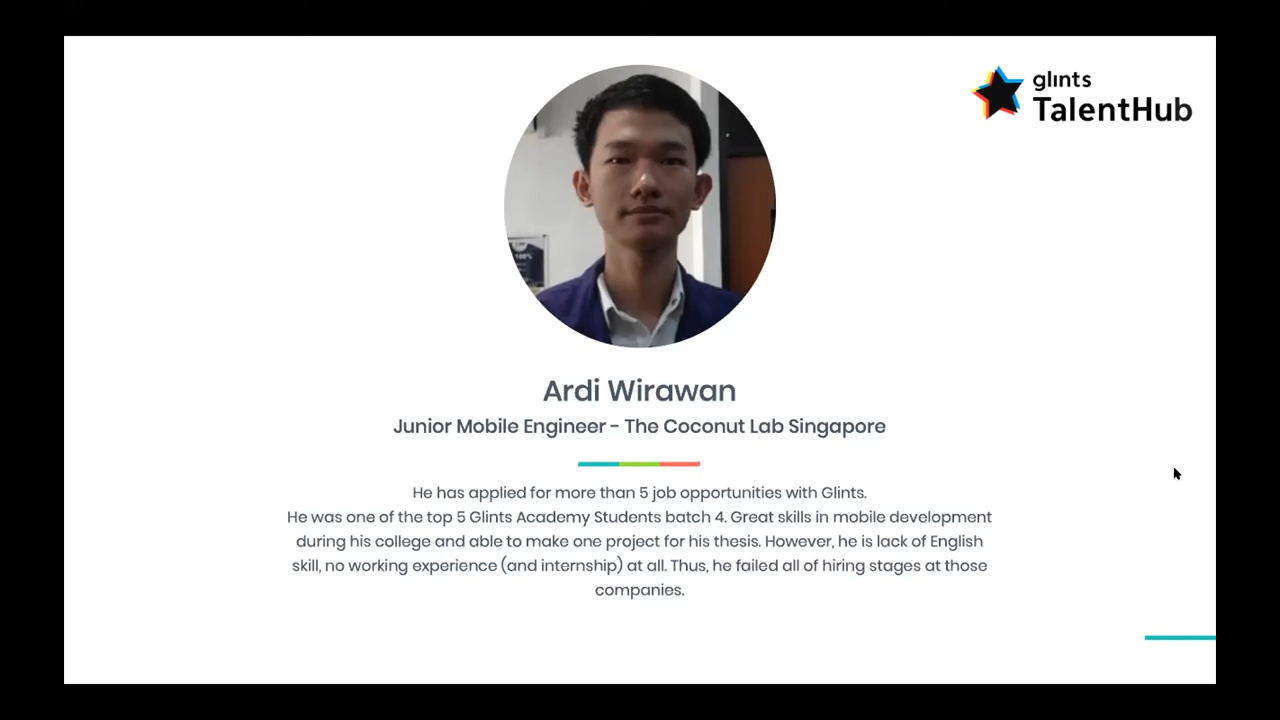 glints
TalentHub
Ardi Wirawan
Junior Mobile Engineer - The Coconut Lab Singapore
He has applied for more than 5 job opportunities with Glints.
He was one of the top 5 Glints Academy Students batch 4. Great skills in mobile development
during his college and able to make one project for his thesis. However, he is lack of English
skill, no working experience (and internship) at all. Thus, he failed all of hiring stages at those
companies.